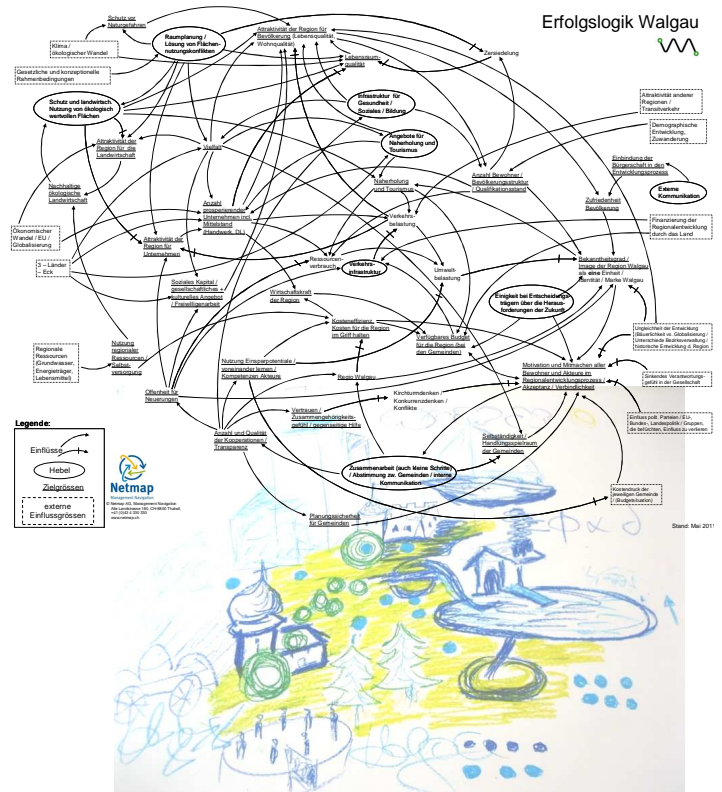 Erfolgslogik Walgau
Schutz vor
Naturgefahren
Klima /
ökologischer Wandel
Raumplanung /
Lösung von Flächen-
nutzungskonflikten
Attraktivität der Region für
Bevölkerung (Lebensqualität,
Wohnqualität)
Lebensraum-
qualität
Zersiedelung
Gesetzliche und konzeptionelle
Rahmenbedingungen
Schutz und landwirtsch.
Nutzung von ökologisch
wertvollen Flächen
Infrastruktur für
Gesundheit /
Soziales / Bildung
Attraktivität anderer
Regionen /
Transitverkehr
Demographische
Entwicklung,
Zuwanderung
Attraktivität der
Region für die
Landwirtschaft
Vielfalt
Angebote für
Naherholung und
Tourismus
Einbindung der
Bürgerschaft in den
Entwicklungsprozess
Anzahl Bewohner /
Bevölkerungsstruktur
/ Qualifikationsstand
Externe
Kommunikation
Nachhaltige
ökologische
Landwirtschaft
Naherholung
und Tourismus
Zufriedenheit
Bevölkerung
Anzahl
prosperierender
Unternehmen incl.
Mittelstand
(Handwerk, DL)
Verkehrs-
belastung
Finanzierung der
Regionalentwicklung
durch das Land
Ökonomischer
Wandel / EU /
Globalisierung
Attraktivität der
Region für
Unternehmen
3 – Länder
– Eck
Ressourcen-
verbrauch
Verkehrs-
infrastruktur
Umwelt-
belastung
Bekanntheitsgrad /
Image der Region Walgau
als eine Einheit /
Identität / Marke Walgau
Soziales Kapital /
gesellschaftliches +
kulturelles Angebot
/ Freiwilligenarbeit
Wirtschaftskraft
der Region
Einigkeit bei Entscheidungs-
trägern über die Heraus-
forderungen der Zukunft
Kosteneffizienz,
Kosten für die Region
im Griff halten
Verfügbares Budget
für die Region (bei
den Gemeinden)
Ungleichheit der Entwicklung
(Bäuerlichkeit vs. Globalisierung /
Unterschiede Bezirksverwaltung /
historische Entwicklung d. Region
Regionale
Ressourcen
(Grundwasser,
Energieträger,
Lebensmittel)
Nutzung
regionaler
Ressourcen /
Selbst-
versorgung
Nutzung Einsparpotentiale /
voneinander lernen /
Kompetenzen Akteure
Regio Walgau
Motivation und Mitmachen aller
Bewohner und Akteure im
Regionalentwicklungsprozess /
Akzeptanz / Verbindlichkeit
Sinkendes Verantwortungs-
gefühl in der Gesellschaft
Offenheit für
Neuerungen
Kirchturmdenken /
Konkurrenzdenken /
Konflikte
Vertrauen /
Zusammengehörigkeits-
gefühl / gegenseitige Hilfe
Einfluss polit. Parteien / EU-,
Bundes-, Landespolitik / Gruppen,
die befürchten, Einfluss zu verlieren
Anzahl und Qualität
der Kooperationen /
Transparenz
Selbständigkeit /
Handlungsspielraum
der Gemeinden
Zusammenarbeit (auch kleine Schritte)
/ Abstimmung zw. Gemeinden / interne
Kommunikation
Kostendruck der
jeweiligen Gemeinde
/ (Budgetsituation)
Planungssicherheit
für Gemeinden
Legende:
Einflüsse
Hebel
Zielgrössen
externe
Einflussgrössen
Netmap
Management Navigation
© Netmap AG, Management Navigation
www.netmap.ch
Stand: Mai 2011